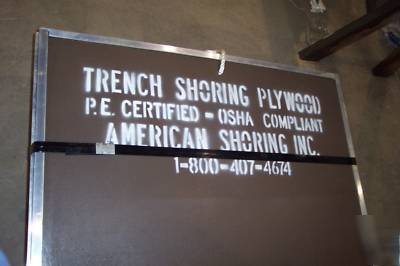 TRENCH SHORING PLYWOOD
P.E. CERTIFIED - OSHA COMPLIANT
AMERICAN SHORING INC.
1-800-407-4674